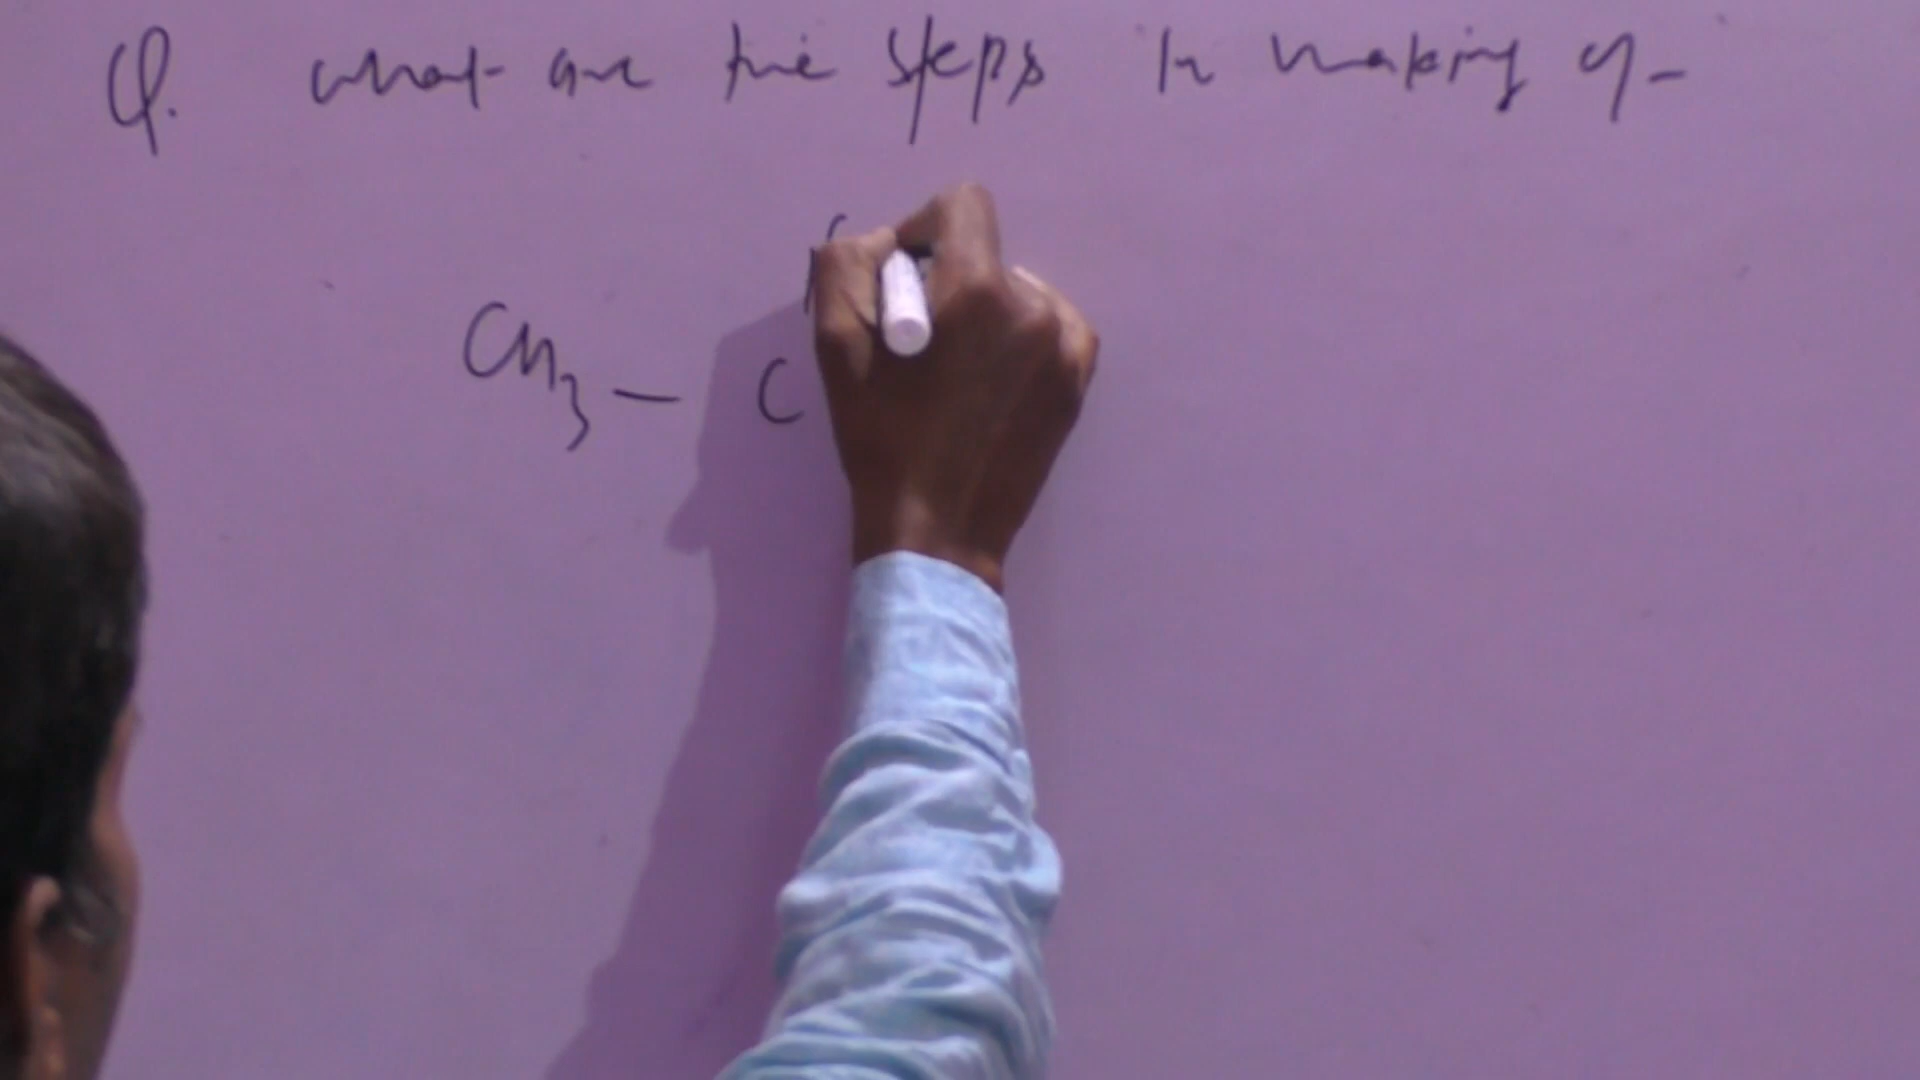 Q. what are the steps in making of -
CH3 - C